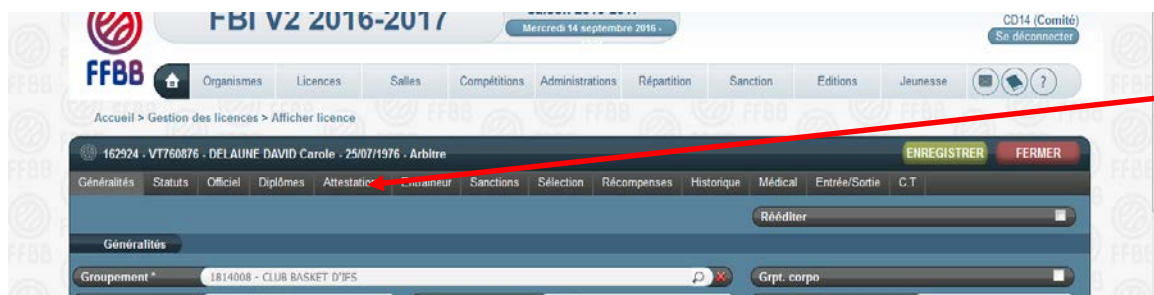 FBI V2 2016-2017
Mercredi 14 septembre 2016 -
CD14 (Comité)
Se déconnecter
FFBB
Organismes Licences Salles Compétitions Administrations Répartition Sanction Editions Jeunesse ?
Accueil > Gestion des licences > Afficher licence
162924 - VT760876 - DELAUNE DAVID Carole - 25/07/1976 - Arbitre
ENREGISTRER FERMER
Généralités Statuts Officiel Diplômes Attestation Entraineur Sanctions Sélection Récompenses Historique Médical Entrée/Sortie C.T
Rééditer
Généralités
Groupement * 1814008 - CLUB BASKET D'IFS Grpt. corpo